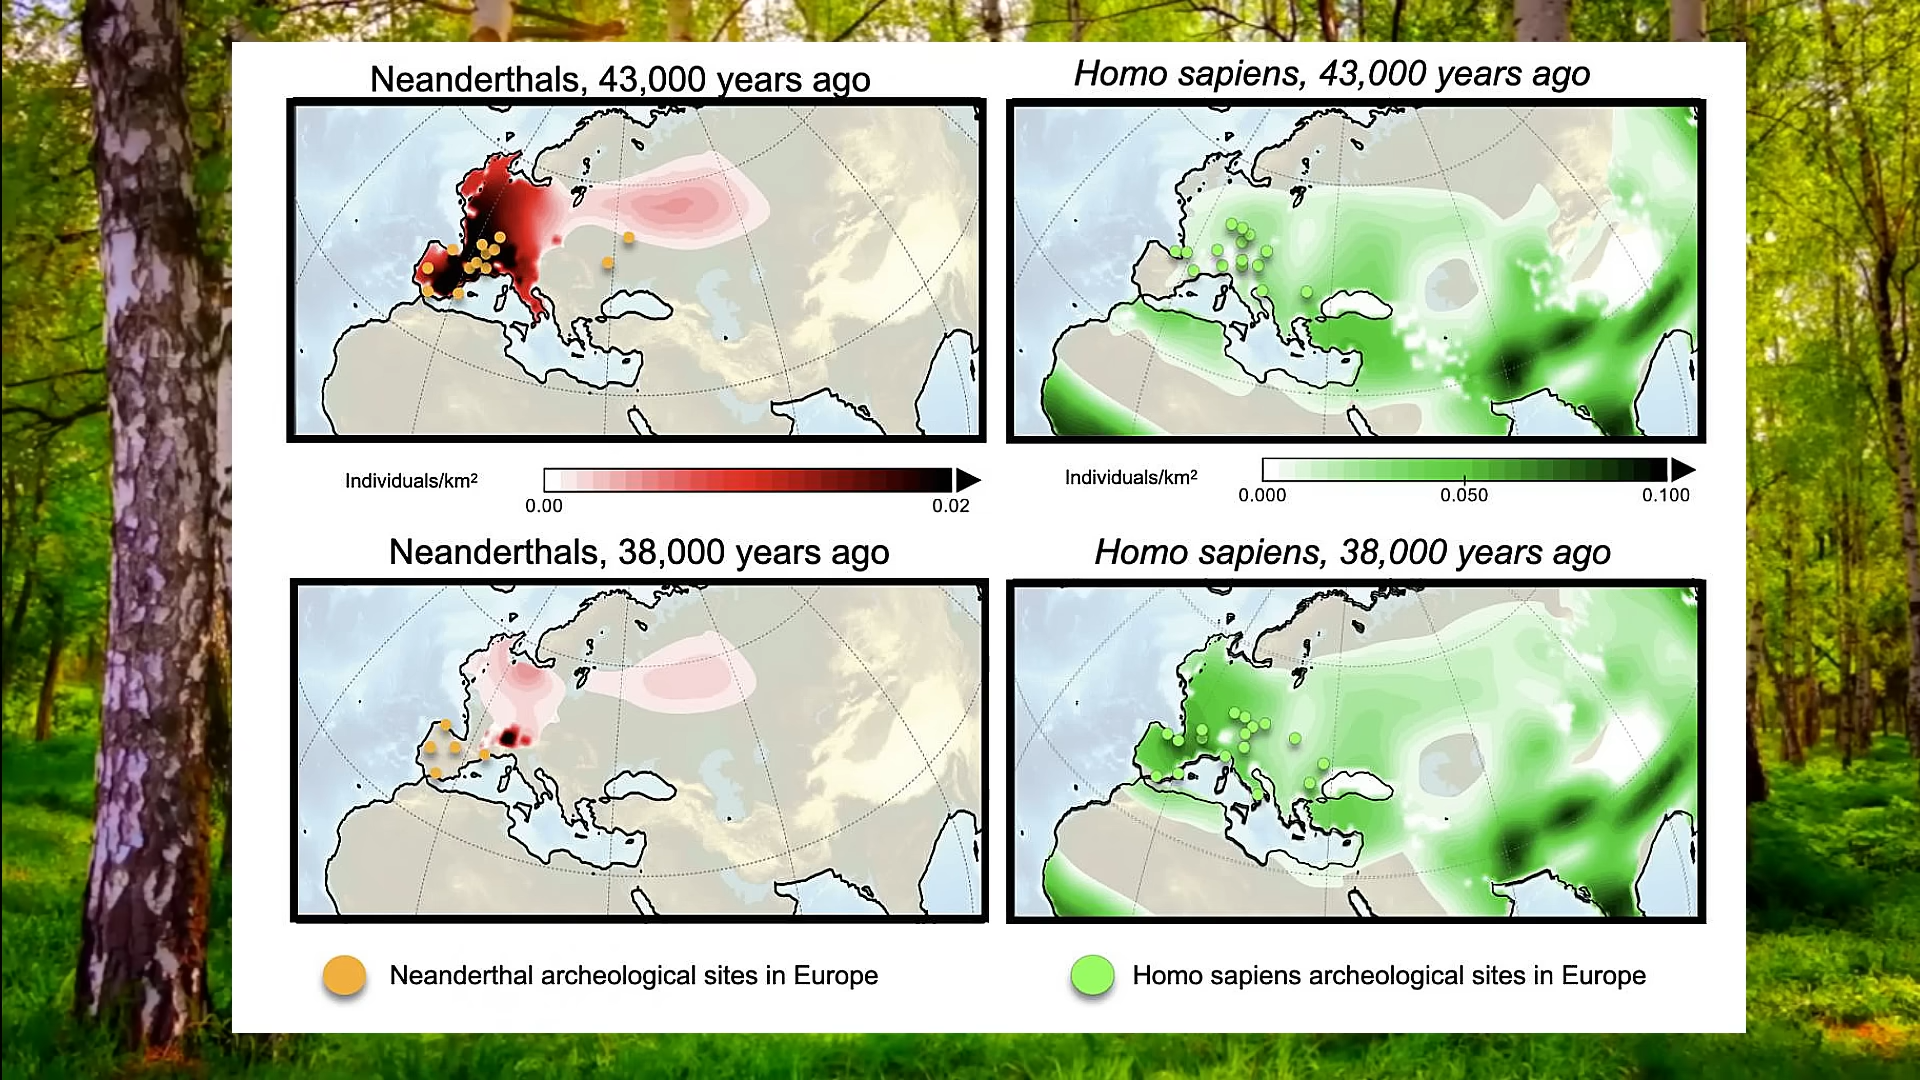 Neanderthals, 43,000 years ago
Homo sapiens, 43,000 years ago
Individuals/km²
0.00
0.02
Individuals/km²
0.000
0.050
0.100
Neanderthals, 38,000 years ago
Homo sapiens, 38,000 years ago
Neanderthal archeological sites in Europe
Homo sapiens archeological sites in Europe